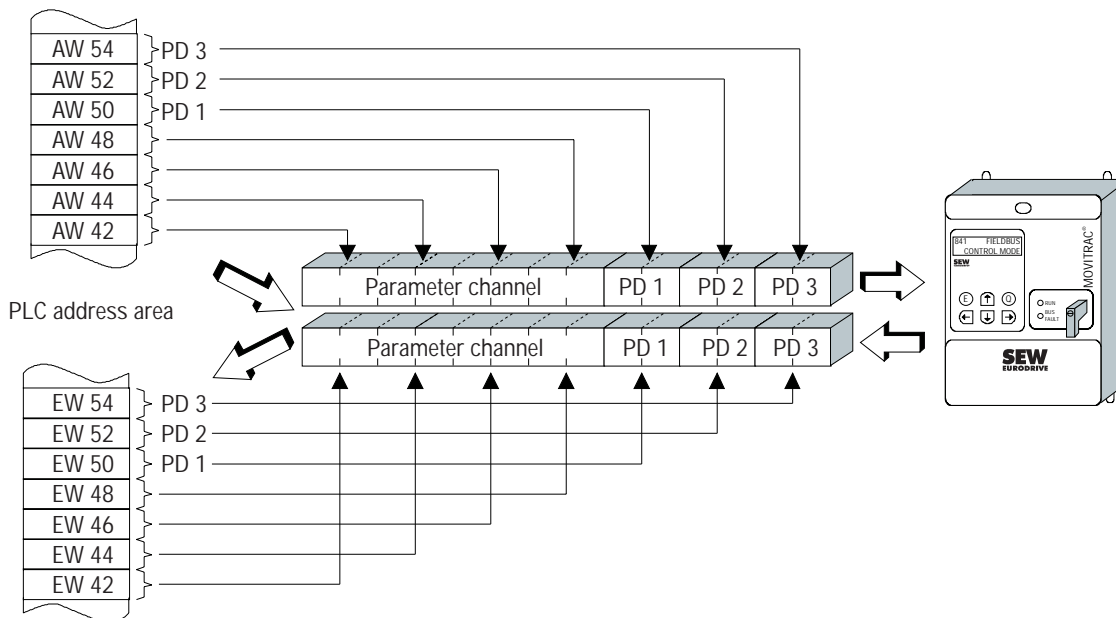 AW 54 PD 3
AW 52 PD 2
AW 50 PD 1
AW 48
AW 46
AW 44
AW 42
Parameter channel PD 1 PD 2 PD 3
PLC address area
Parameter channel PD 1 PD 2 PD 3
EW 54 PD 3
EW 52 PD 2
EW 50 PD 1
EW 48
EW 46
EW 44
EW 42
841 FIELDBUS
CONTROL MODE
SEW
EURODRIVE
E Q
RUN
BUS
FAULT
MOVITRAC®
SEW
EURODRIVE